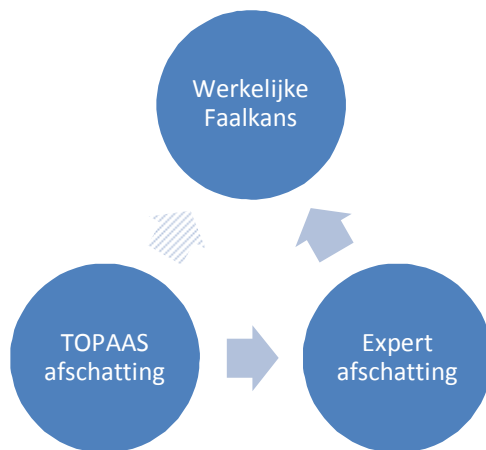 Werkelijke
Faalkans
TOPAAS
afschatting
Expert
afschatting